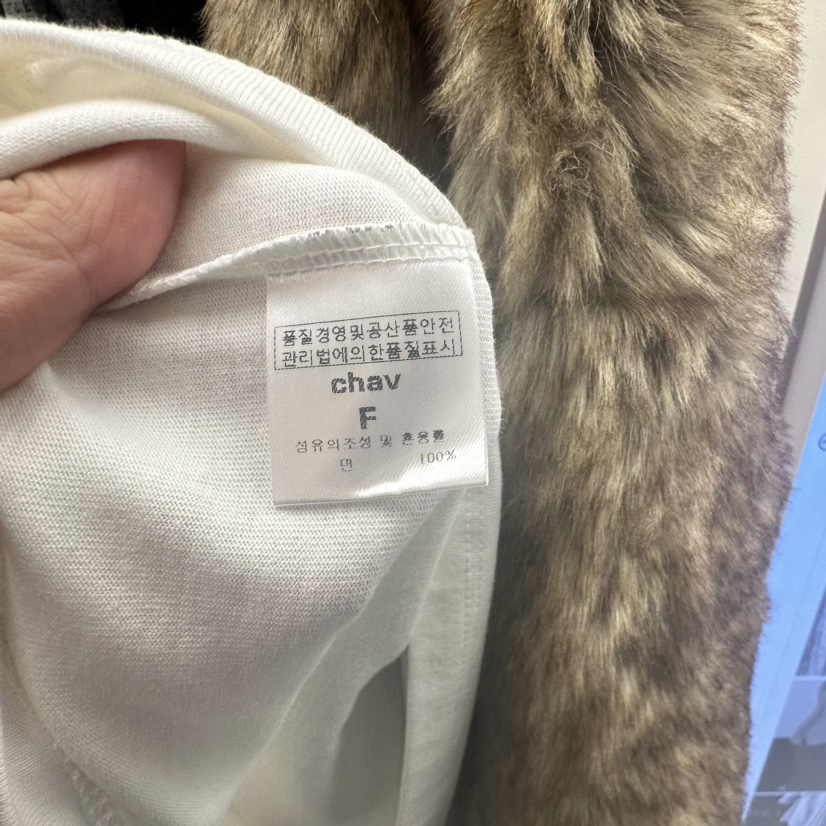 품질경영및공산품안전
관리법에의한품질표시
chav
F
섬유의조성 및 혼용률
면 100%